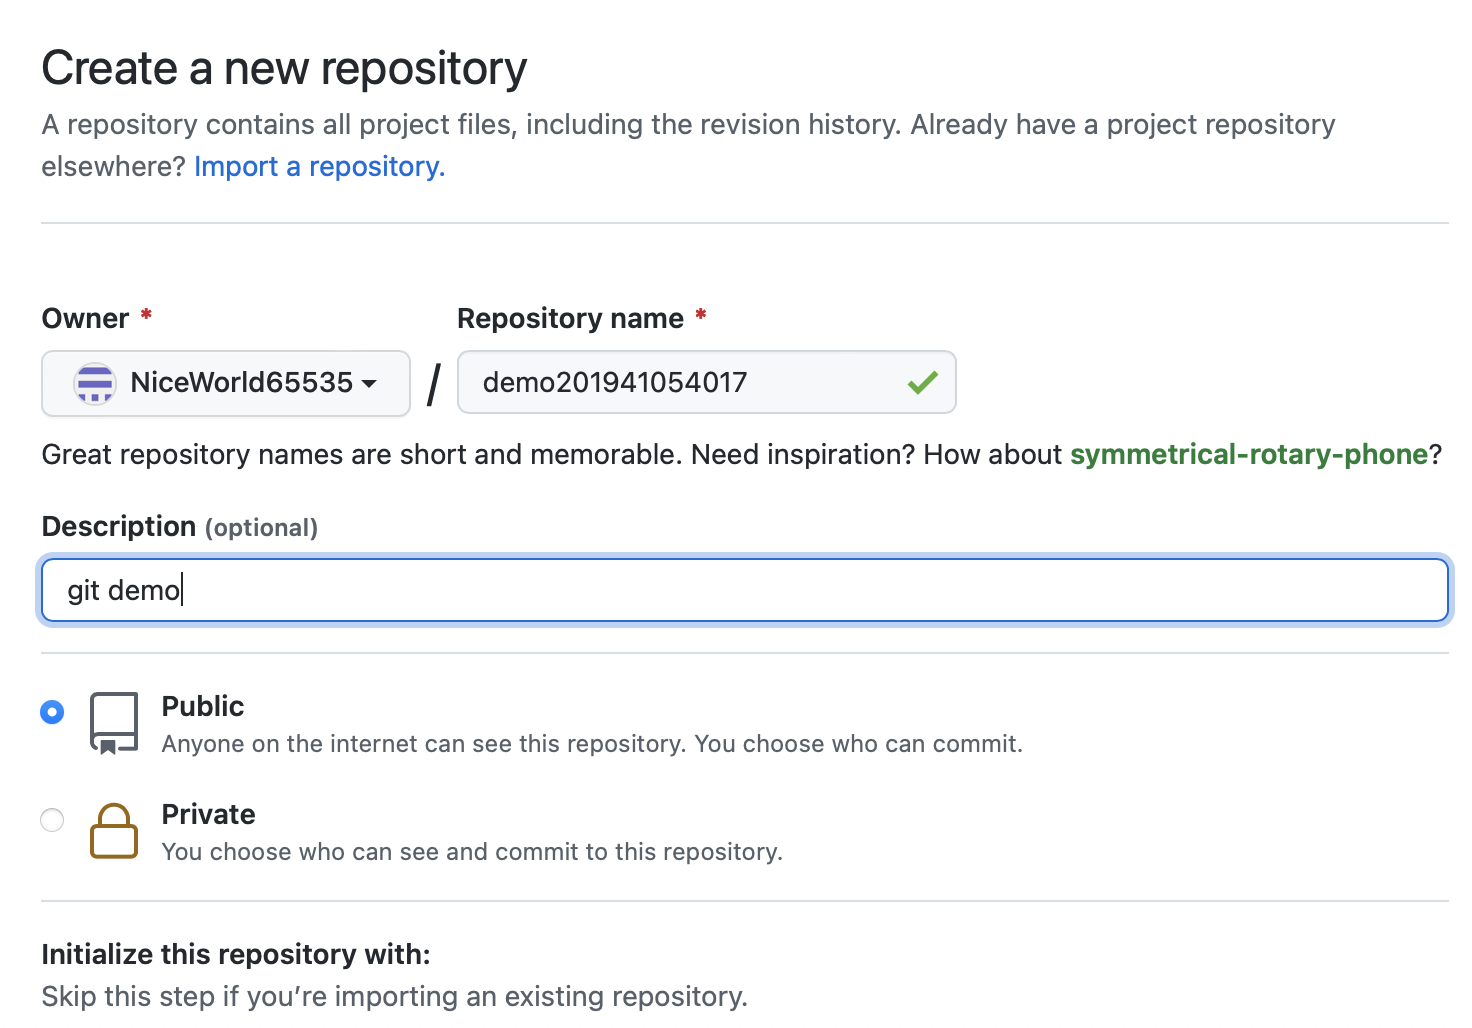 Create a new repository
A repository contains all project files, including the revision history. Already have a project repository
elsewhere? Import a repository.
Owner * Repository name *
NiceWorld65535 / demo201941054017
Great repository names are short and memorable. Need inspiration? How about symmetrical-rotary-phone?
Description (optional)
git demo
Public
Anyone on the internet can see this repository. You choose who can commit.
Private
You choose who can see and commit to this repository.
Initialize this repository with:
Skip this step if you’re importing an existing repository.